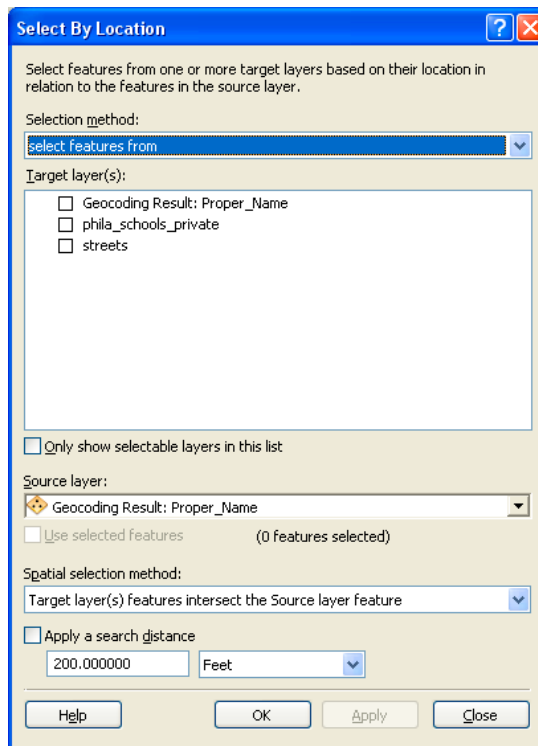 Select By Location
Select features from one or more target layers based on their location in
relation to the features in the source layer.
Selection method:
select features from
Target layer(s):
Geocoding Result: Proper_Name
phila_schools_private
streets
Only show selectable layers in this list
Source layer:
Geocoding Result: Proper_Name
Use selected features (0 features selected)
Spatial selection method:
Target layer(s) features intersect the Source layer feature
Apply a search distance
200.000000 Feet
Help OK Apply Close